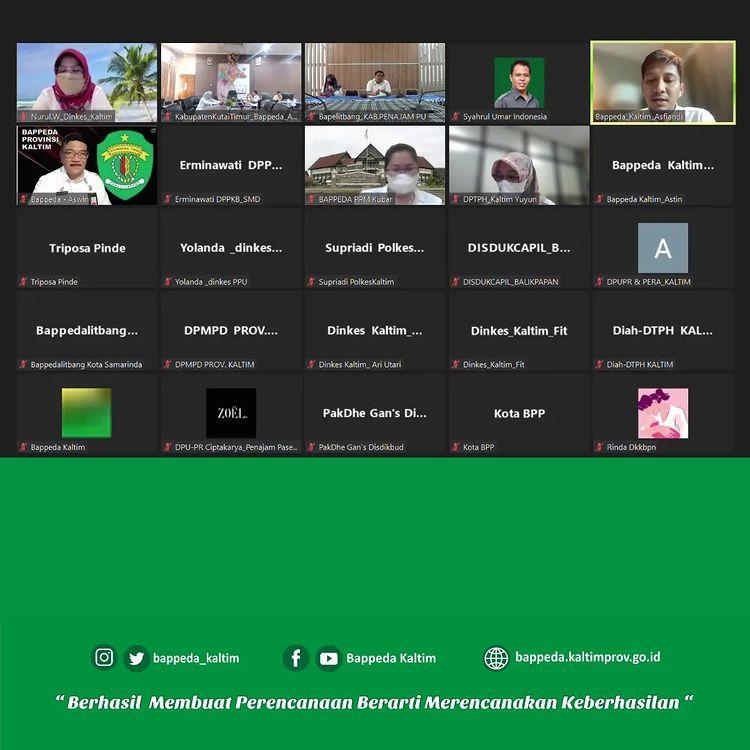 Nurul.W_Dinkes_Kaltim
KabupatenKutaiTimur_Bappeda_A...
Bapelitbang_KAB.PENAJAM PU
Syahrul Umar Indonesia
Bappeda_Kaltim_Asfiandi
BAPPEDA
PROVINSI
KALTIM
Bappeda - Aswin
Erminawati DPP...
Erminawati DPPKB_SMD
BAPPEDA PPM Kubar
DPTPH_Kaltim Yuyun
Bappeda Kaltim...
Bappeda Kaltim_Astin
Triposa Pinde
Triposa Pinde
Yolanda _dinkes...
Yolanda _dinkes PPU
Supriadi Polkes...
Supriadi PolkesKaltim
DISDUKCAPIL_B...
DISDUKCAPIL_BALIKPAPAN
A
DPUPR & PERA_KALTIM
Bappedalitbang...
Bappedalitbang Kota Samarinda
DPMPD PROV....
DPMPD PROV. KALTIM
Dinkes Kaltim_...
Dinkes Kaltim_ Ari Utari
Dinkes_Kaltim_Fit
Dinkes_Kaltim_Fit
Diah-DTPH KAL...
Diah-DTPH KALTIM
Bappeda Kaltim
ZOËL.
DPU-PR Ciptakarya_Penajam Pase...
PakDhe Gan's Di...
PakDhe Gan's Disdikbud
Kota BPP
Kota BPP
Rinda Dkkbpn
bappeda_kaltim
Bappeda Kaltim
bappeda.kaltimprov.go.id
“ Berhasil Membuat Perencanaan Berarti Merencanakan Keberhasilan “